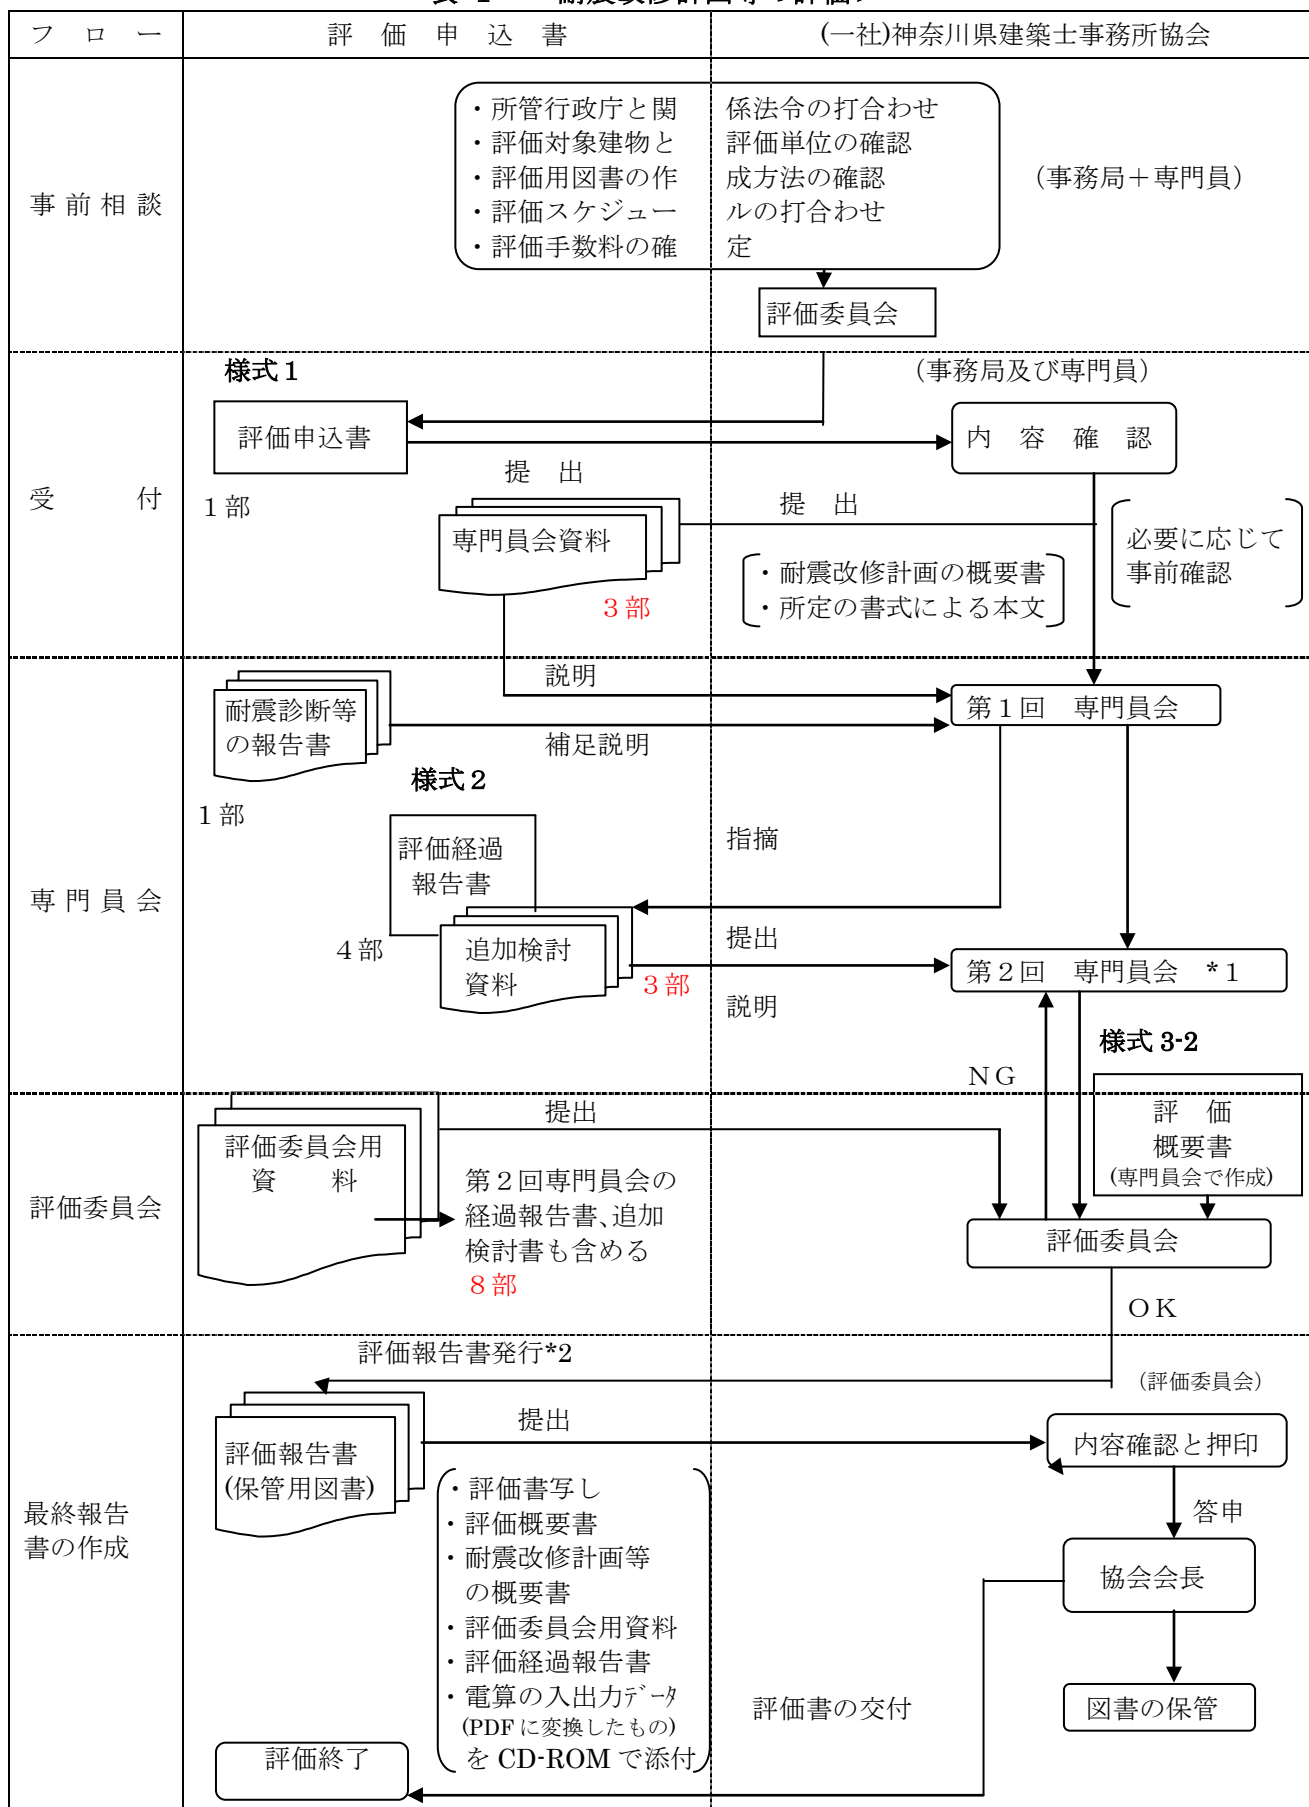 フロー 評価申込書 (一社)神奈川県建築士事務所協会
事前相談
・所管行政庁と関係法令の打合わせ
・評価対象建物と評価単位の確認
・評価用図書の作成方法の確認
・評価スケジュールの打合わせ
・評価手数料の確定
（事務局＋専門員）
評価委員会
受付
様式1
（事務局及び専門員）
評価申込書
内容確認
提出
１部
専門員会資料
３部
提出
・耐震改修計画の概要書
・所定の書式による本文
必要に応じて
事前確認
専門員会
説明
第１回 専門員会
耐震診断等
の報告書
補足説明
１部
様式2
評価経過
報告書
指摘
４部
追加検討
資料
３部
提出
説明
第２回 専門員会 *1
様式 3-2
ＮＧ
評価委員会
提出
評価
概要書
(専門員会で作成)
評価委員会用
資料
第２回専門員会の
経過報告書、追加
検討書も含める
８部
評価委員会
ＯＫ
最終報告
書の作成
評価報告書発行*2
（評価委員会）
提出
評価報告書
(保管用図書)
内容確認と押印
・評価書写し
・評価概要書
・耐震改修計画等
の概要書
・評価委員会用資料
・評価経過報告書
・電算の入出力ﾃﾞｰﾀ
(PDF に変換したもの)
を CD-ROM で添付
答申
協会会長
評価書の交付
図書の保管
評価終了